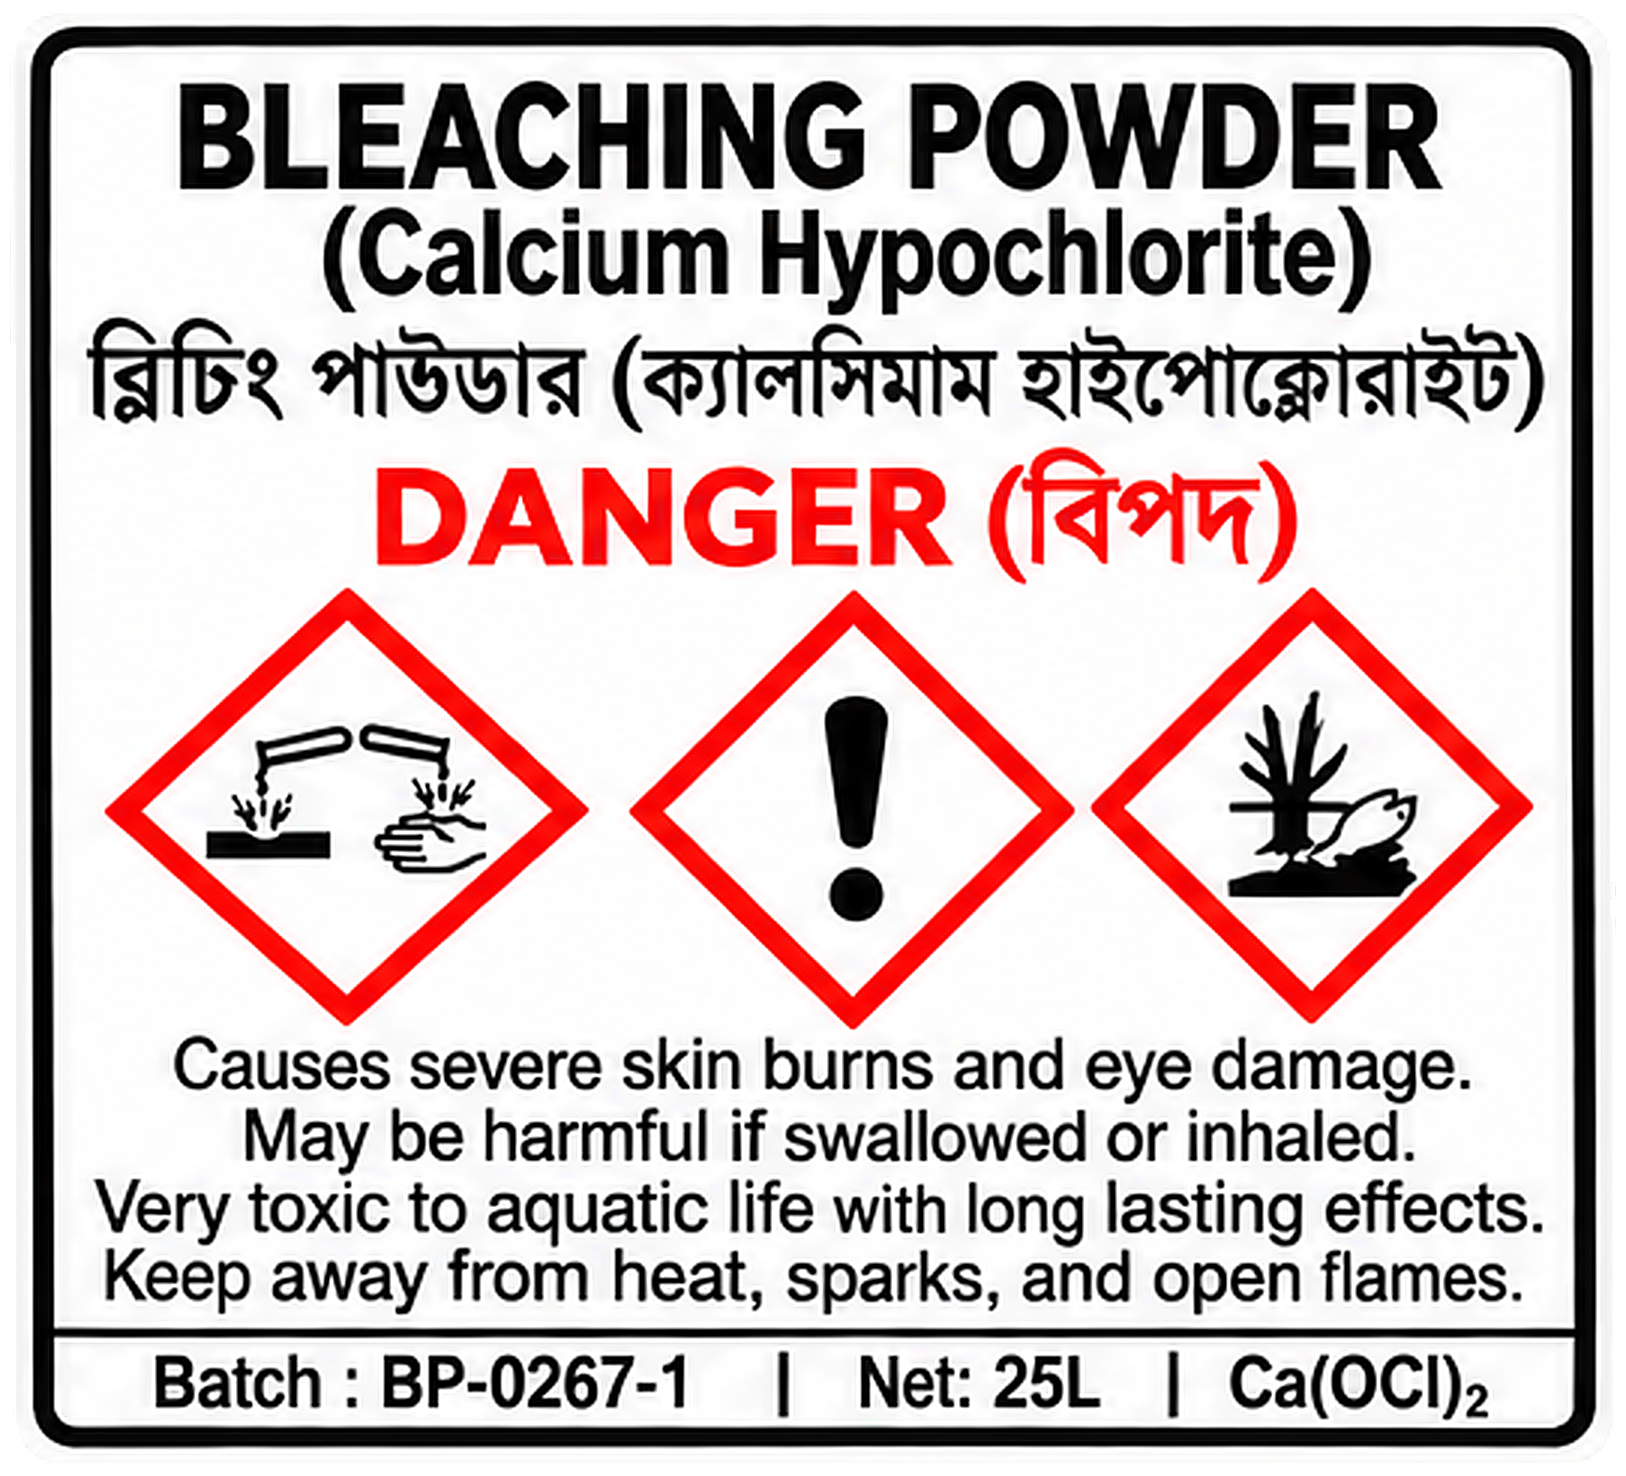 BLEACHING POWDER
(Calcium Hypochlorite)
ব্লিচিং পাউডার (ক্যালসিমাম হাইপোক্লোরাইট)
DANGER (বিপদ)
Causes severe skin burns and eye damage.
May be harmful if swallowed or inhaled.
Very toxic to aquatic life with long lasting effects.
Keep away from heat, sparks, and open flames.
Batch : BP-0267-1 | Net: 25L | Ca(OCl)₂